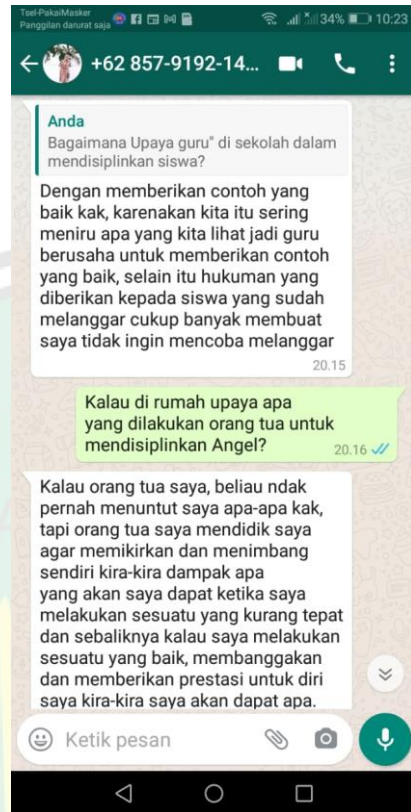 Tsel-PakaiMasker
Panggilan darurat saja
34% 10:23
+62 857-9192-14...
Anda
Bagaimana Upaya guru" di sekolah dalam
mendisiplinkan siswa?
Dengan memberikan contoh yang
baik kak, karenakan kita itu sering
meniru apa yang kita lihat jadi guru
berusaha untuk memberikan contoh
yang baik, selain itu hukuman yang
diberikan kepada siswa yang sudah
melanggar cukup banyak membuat
saya tidak ingin mencoba melanggar
20.15
Kalau di rumah upaya apa
yang dilakukan orang tua untuk
mendisiplinkan Angel?
20.16
Kalau orang tua saya, beliau ndak
pernah menuntut saya apa-apa kak,
tapi orang tua saya mendidik saya
agar memikirkan dan menimbang
sendiri kira-kira dampak apa
yang akan saya dapat ketika saya
melakukan sesuatu yang kurang tepat
dan sebaliknya kalau saya melakukan
sesuatu yang baik, membanggakan
dan memberikan prestasi untuk diri
saya kira-kira saya akan dapat apa.
Ketik pesan